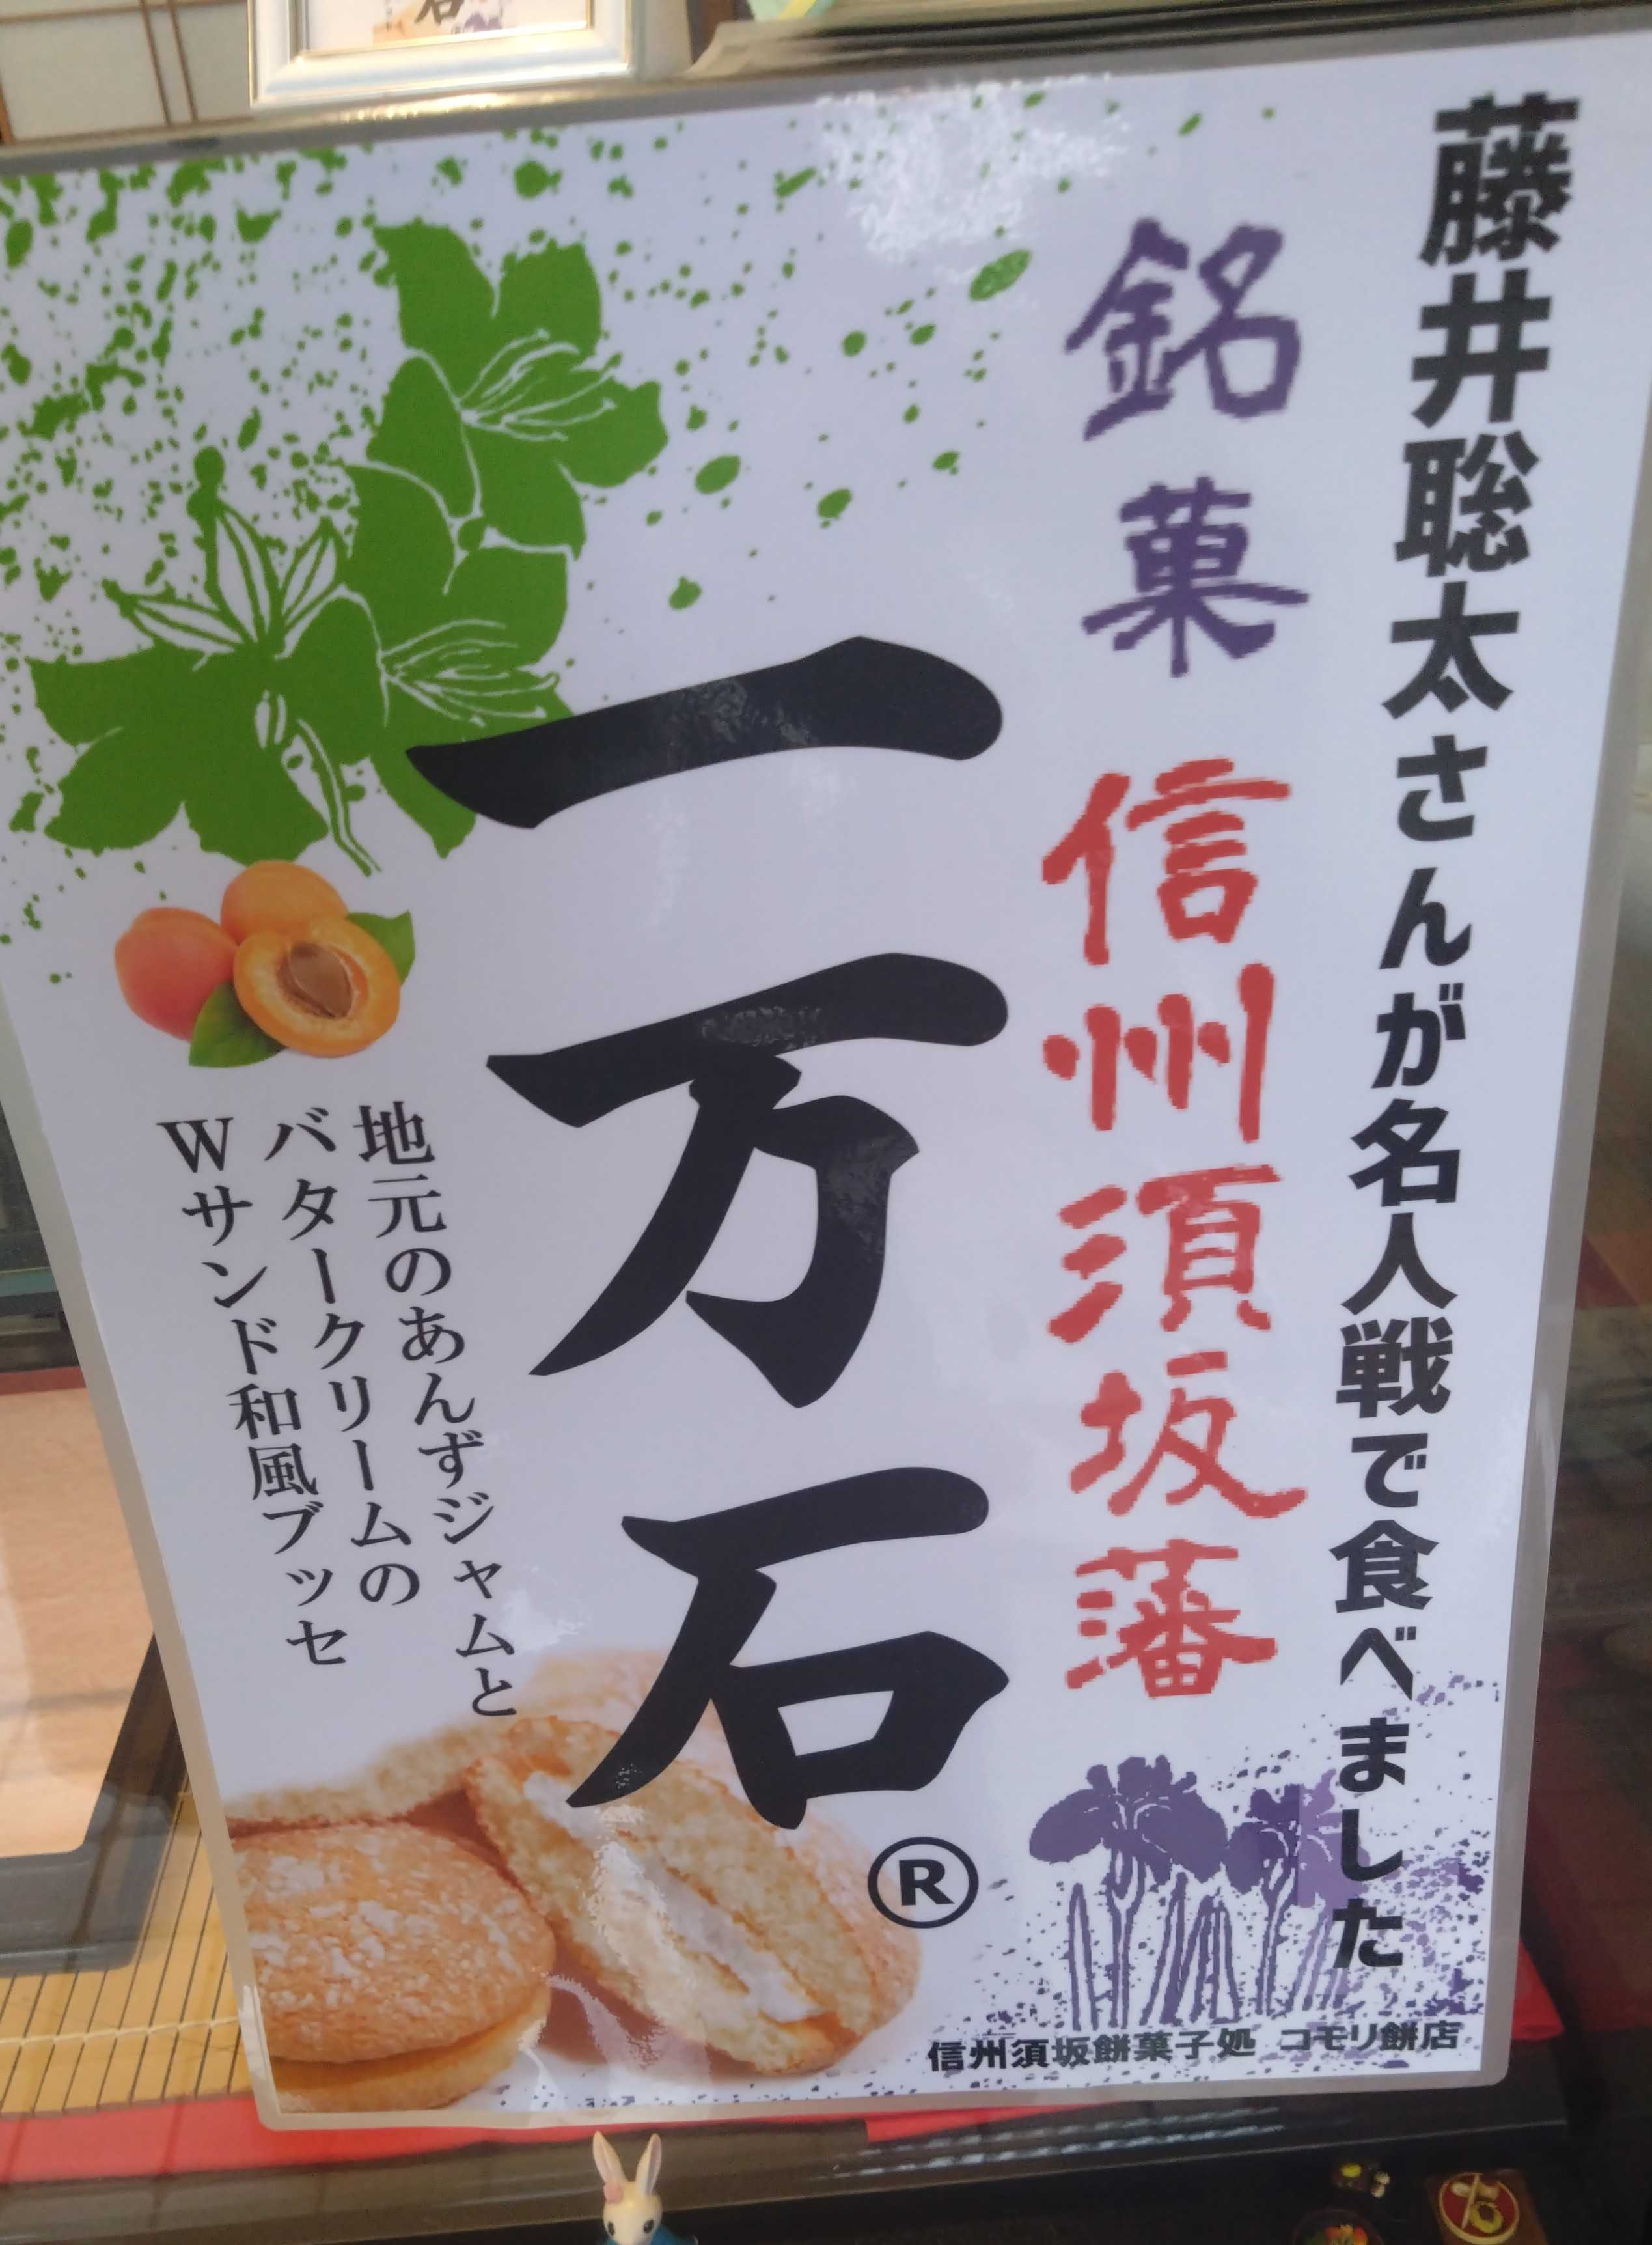 藤井聡太さんが名人戦で食べました
銘菓 信州須坂藩
一万石
®
地元のあんずジャムと
バタークリームの
Wサンド和風ブッセ
信州須坂餅菓子処 コモリ餅店